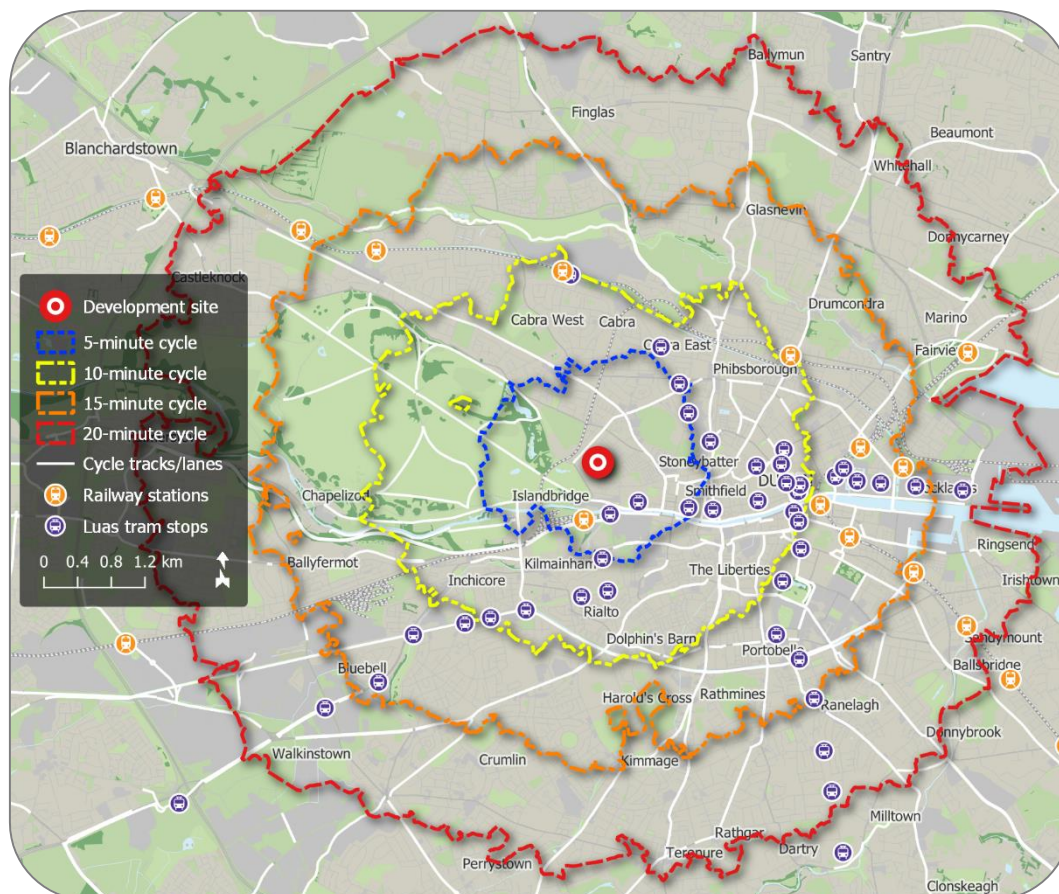 Ballymun
Santry
Finglas
Beaumont
Blanchardstown
Whitehall
Glasnevin
Donnycarney
Castleknock
Drumcondra
Marino
Cabra West
Cabra
Fairvie
East
Phibsborough
Stoneybatter
Smithfield
Chapelizod
Islandbridge
Ringsend
Ballyfermot
Kilmainham
The Liberties
Irishtown
Inchicore
Rialto
Dolphin's Barn
Sandymount
Portobello
Ballsbridge
Bluebell
Harold's Cross
Rathmines
Ranelagh
Donnybrook
Walkinstown
Crumlin
Kimmage
Milltown
Rathgar
Dartry
Perrystown
Terenure
Clonskeagh
Development site
5-minute cycle
10-minute cycle
15-minute cycle
20-minute cycle
Cycle tracks/lanes
Railway stations
Luas tram stops
0 0.4 0.8 1.2 km